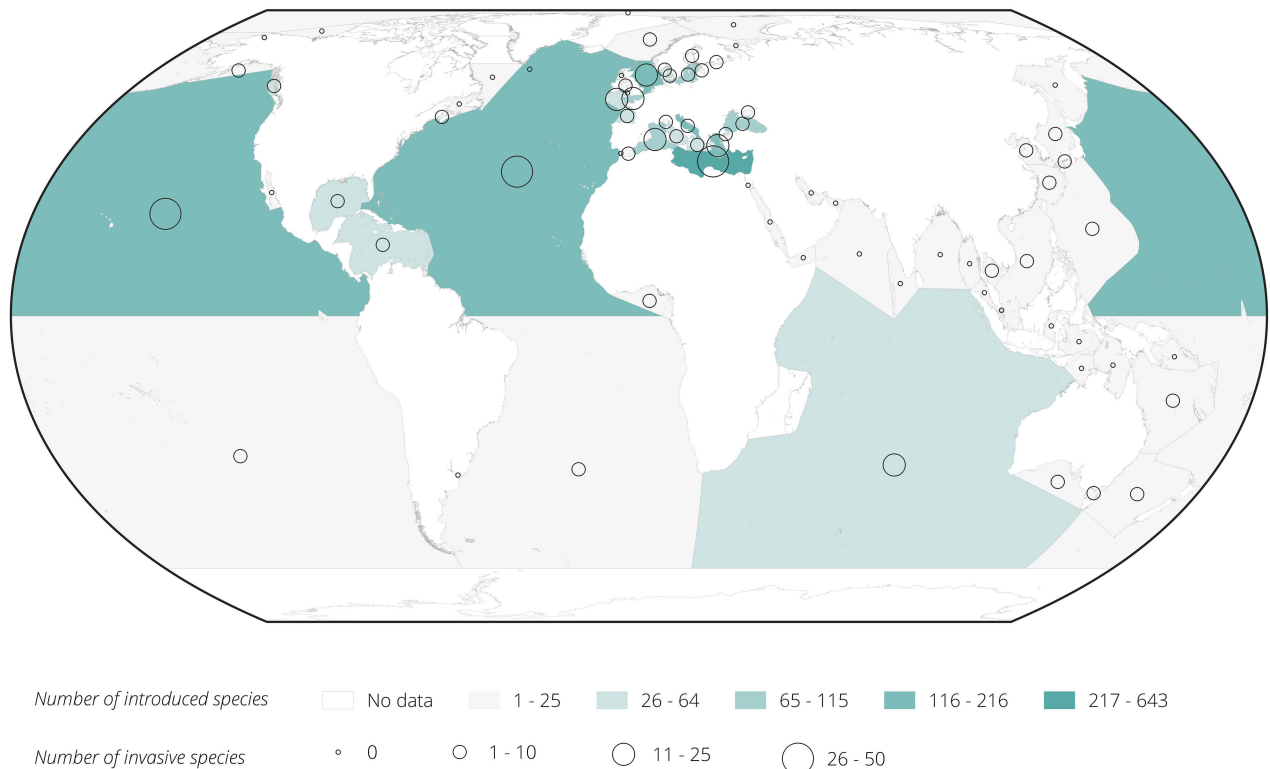 Number of introduced species No data 1 - 25 26 - 64 65 - 115 116 - 216 217 - 643
Number of invasive species 0 1 - 10 11 - 25 26 - 50